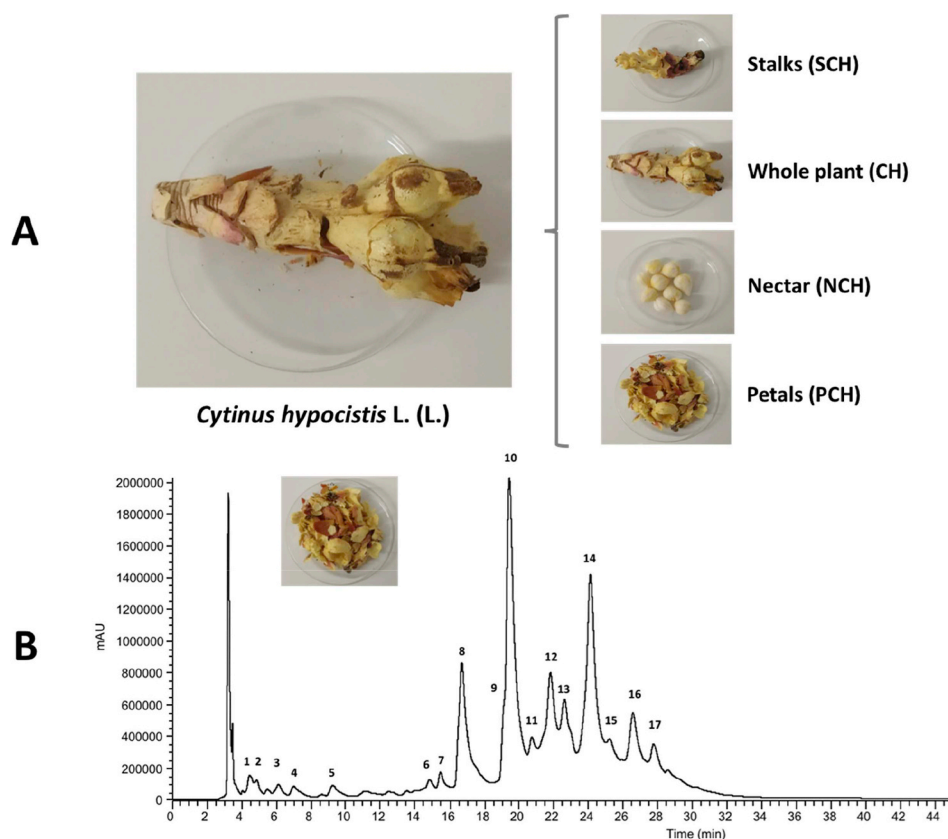 A
Cytinus hypocistis L. (L.)
Stalks (SCH)
Whole plant (CH)
Nectar (NCH)
Petals (PCH)
B
mAU
2000000
1800000
1600000
1400000
1200000
1000000
800000
600000
400000
200000
0
1 2 3 4 5 6 7 8 9 10 11 12 13 14 15 16 17
0 2 4 6 8 10 12 14 16 18 20 22 24 26 28 30 32 34 36 38 40 42 44
Time (min)